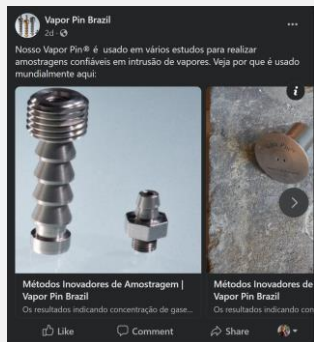 Vapor Pin Brazil
2d
Nosso Vapor Pin® é usado em vários estudos para realizar
amostragens confiáveis em intrusão de vapores. Veja por que é usado
mundialmente aqui:
Métodos Inovadores de Amostragem |
Vapor Pin Brazil
Os resultados indicando concentração de gase...
Métodos Inovadores de
Vapor Pin Brazil
Os resultados indicando con
Like
Comment
Share